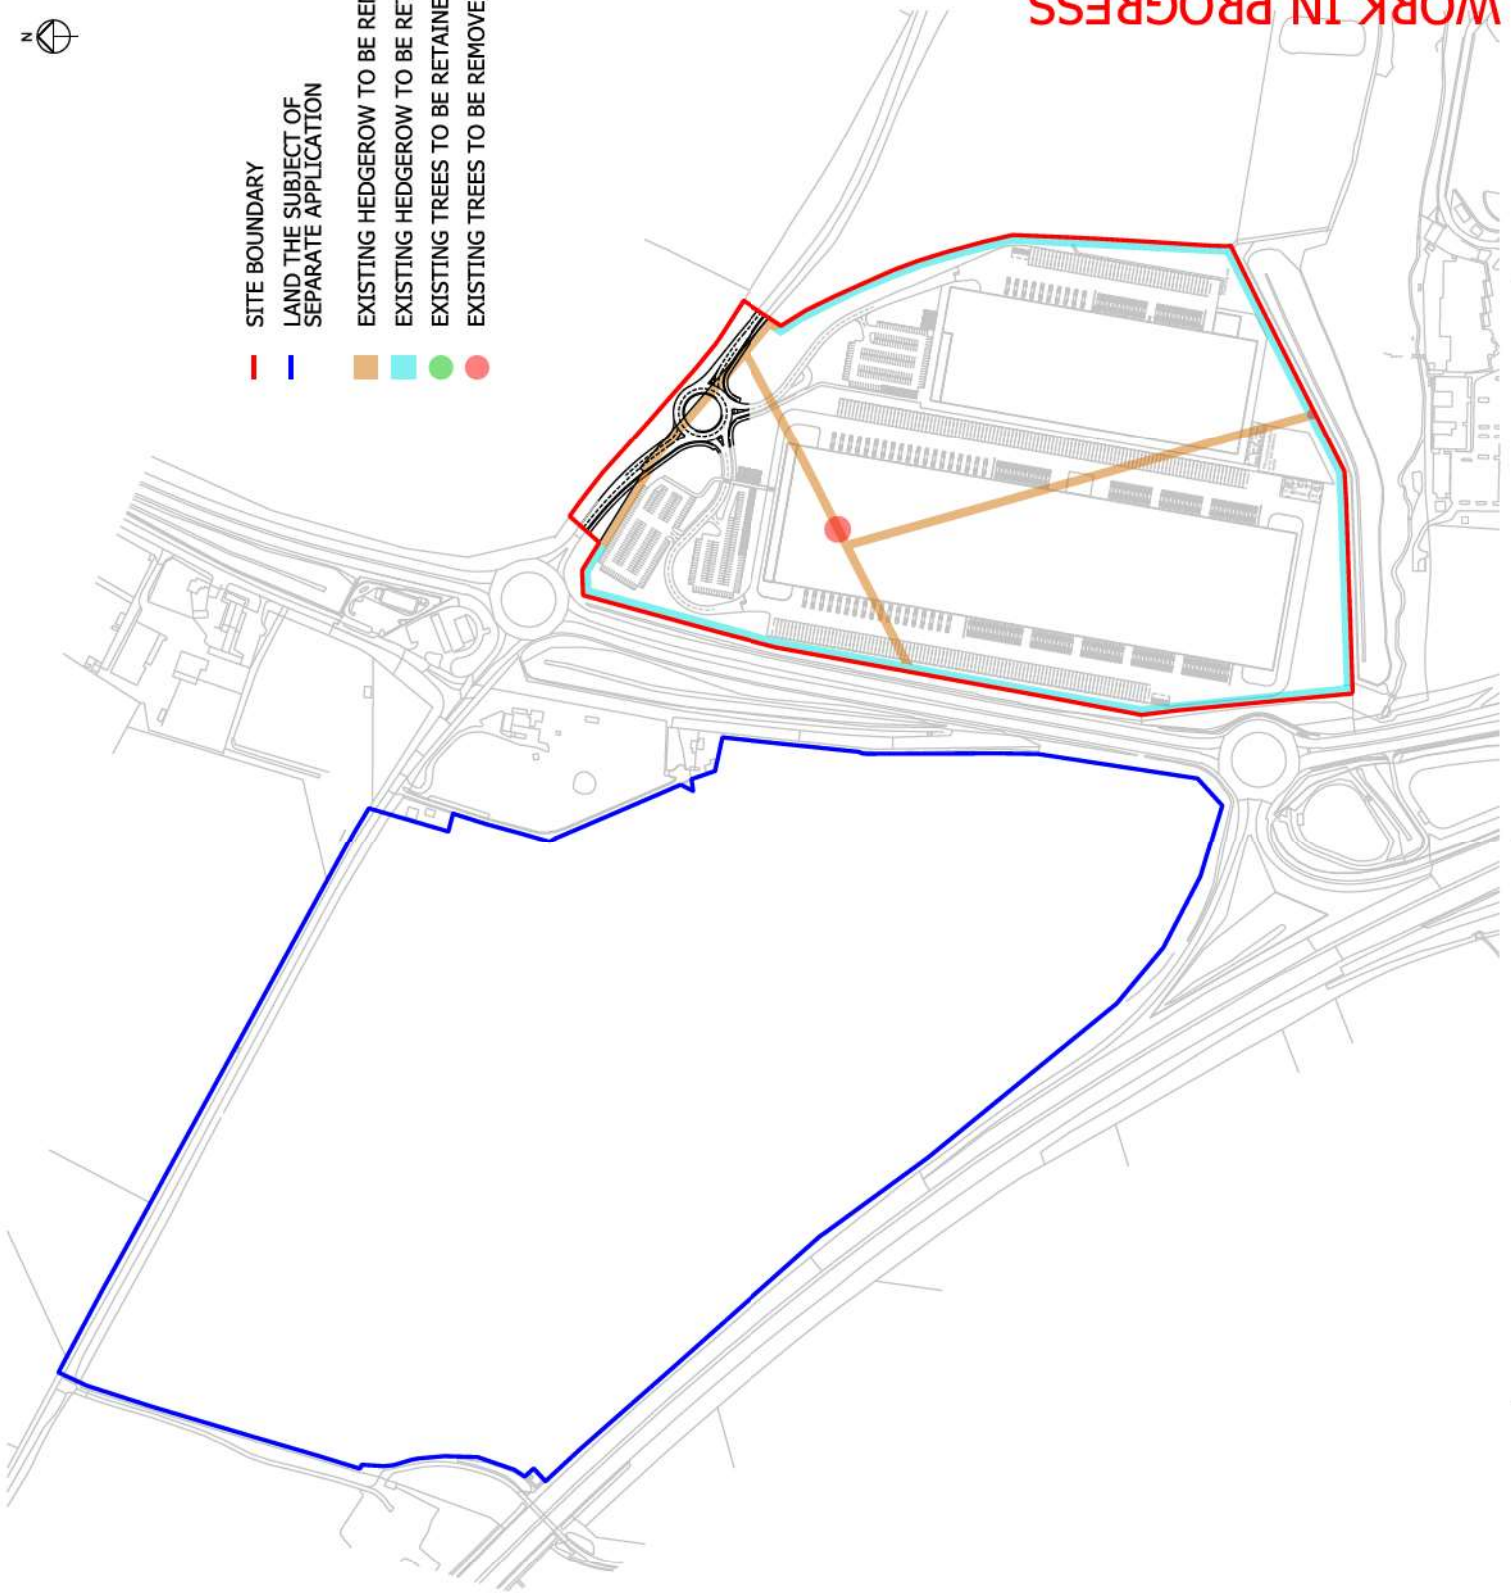 N
SITE BOUNDARY
LAND THE SUBJECT OF
SEPARATE APPLICATION
EXISTING HEDGEROW TO BE
EXISTING HEDGEROW TO BE
EXISTING TREES TO BE RETAINE
EXISTING TREES TO BE REMOVE
WORK IN PROGRESS